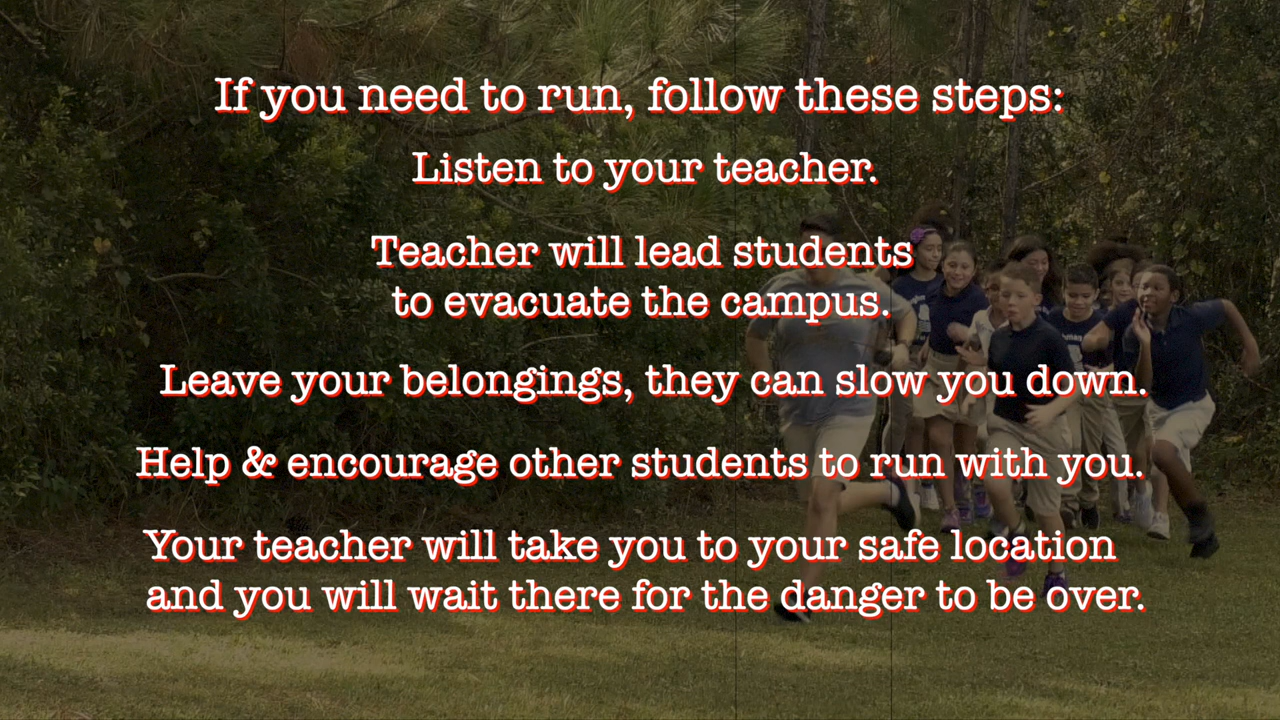 If you need to run, follow these steps:
Listen to your teacher.
Teacher will lead students
to evacuate the campus.
Leave your belongings, they can slow you down.
Help & encourage other students to run with you.
Your teacher will take you to your safe location
and you will wait there for the danger to be over.